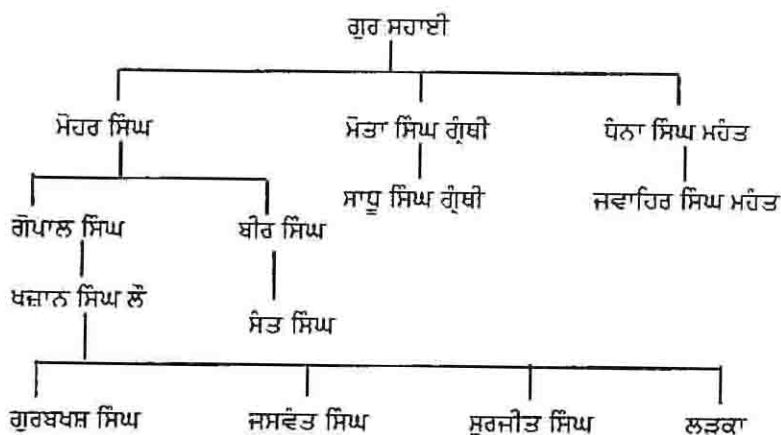 ਗੁਰ ਸਹਾਈ
ਮੋਹਰ ਸਿੰਘ ਮੋਤਾ ਸਿੰਘ ਗ੍ਰੰਥੀ ਧੰਨਾ ਸਿੰਘ ਮਹੰਤ
ਸਾਧੂ ਸਿੰਘ ਗ੍ਰੰਥੀ ਜਵਾਹਿਰ ਸਿੰਘ ਮਹੰਤ
ਗੋਪਾਲ ਸਿੰਘ ਬੀਰ ਸਿੰਘ
ਖਜ਼ਾਨ ਸਿੰਘ ਲੌ
ਸੰਤ ਸਿੰਘ
ਗੁਰਬਖਸ਼ ਸਿੰਘ ਜਸਵੰਤ ਸਿੰਘ ਸੁਰਜੀਤ ਸਿੰਘ ਲੜਕਾ